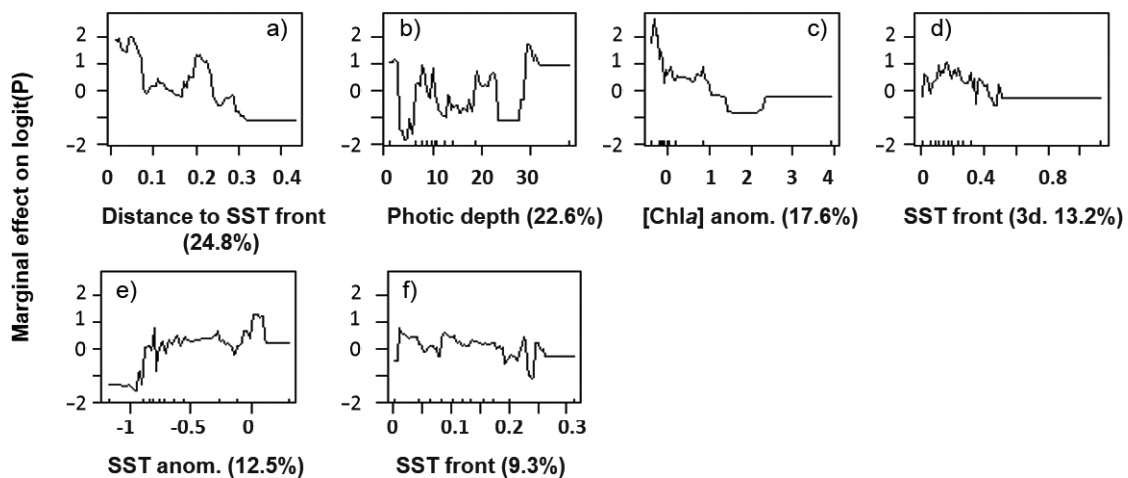 Marginal effect on logit(P)
a)
2
1
0
−2
0 0.1 0.2 0.3 0.4
Distance to SST front
(24.8%)
b)
2
1
0
−2
0 10 20 30
Photic depth (22.6%)
c)
2
1
0
−2
0 1 2 3 4
[Chla] anom. (17.6%)
d)
2
1
0
−2
0 0.4 0.8
SST front (3d. 13.2%)
e)
2
1
0
−2
-1 -0.5 0
SST anom. (12.5%)
f)
2
1
0
−2
0 0.1 0.2 0.3
SST front (9.3%)